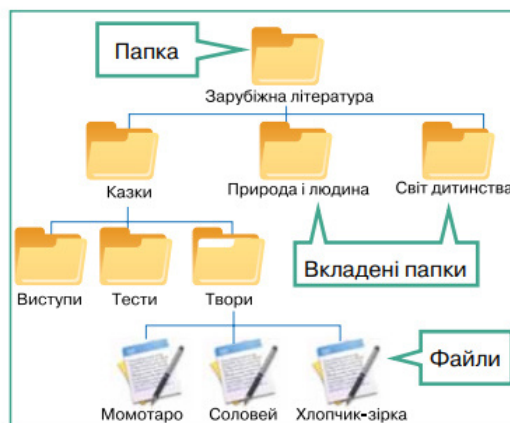 Папка
Зарубіжна література
Казки
Природа і людина
Світ дитинства
Вкладені папки
Виступи
Тести
Твори
Файли
Момотаро
Соловей
Хлопчик-зірка